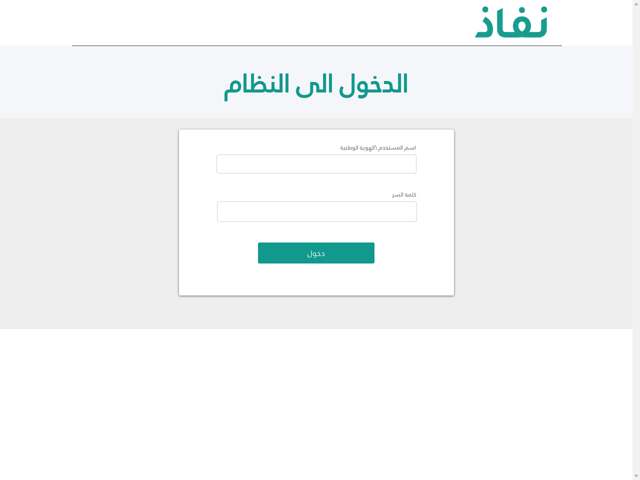 نفاذ
الدخول الى النظام
اسم المستخدم \الهوية الوطنية
كلمة السر
دخول